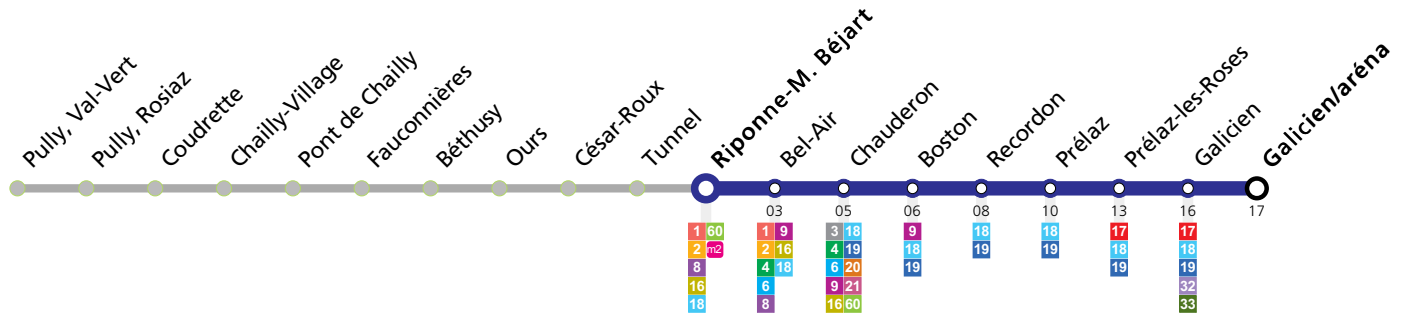 Pully, Val-Vert
Pully, Rosiaz
Coudrette
Chailly-Village
Pont de Chailly
Fauconnières
Béthusy
Ours
César-Roux
Tunnel
Riponne-M. Béjart
Bel-Air
Chauderon
Boston
Recordon
Prélaz
Prélaz-les-Roses
Galicien
Galicien/aréna
03 05 06 08 10 13 16 17
1 60 1 9 3 18 9 18 18 17 17
2 m2 2 16 4 19 18 19 19 18 18
8 4 18 6 20 19 19 19
16 6 9 21 32
18 8 16 60 33